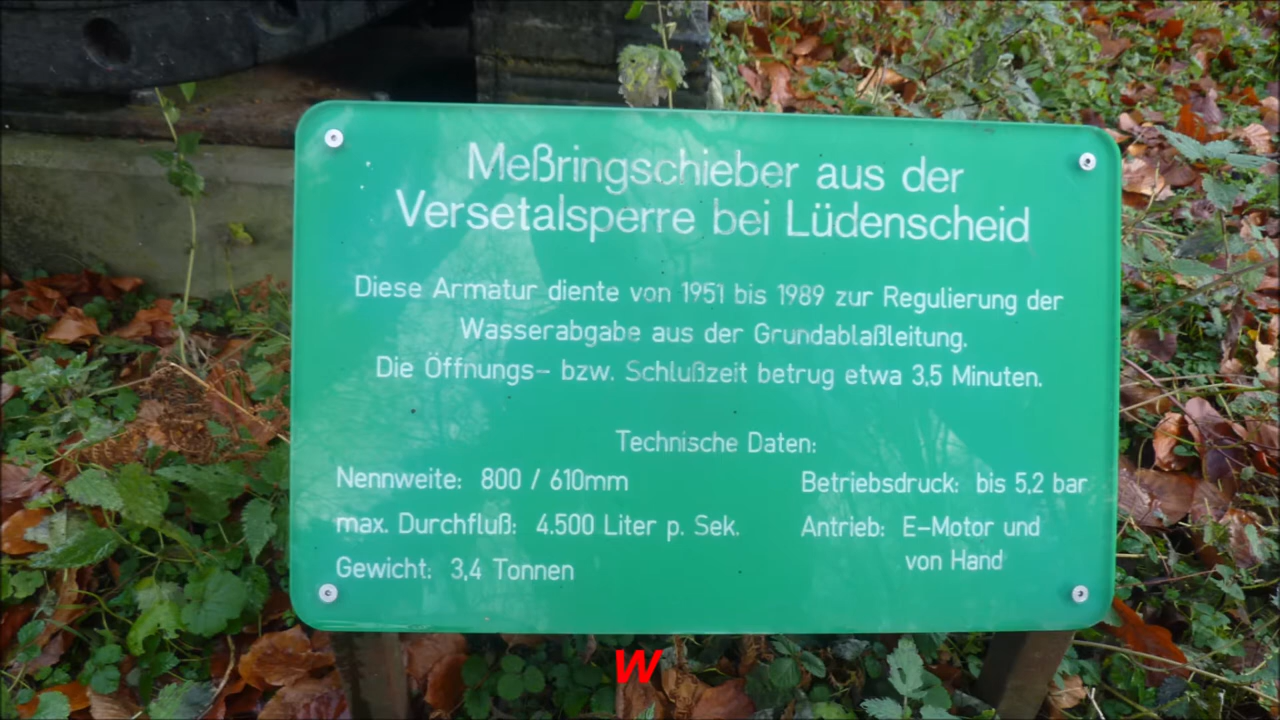 Meßringschieber aus der
Versetalsperre bei Lüdenscheid
Diese Armatur diente von 1951 bis 1989 zur Regulierung der
Wasserabgabe aus der Grundablaßleitung.
Die Öffnungs- bzw. Schlußzeit betrug etwa 3,5 Minuten.
Technische Daten:
Nennweite: 800 / 610mm
Betriebsdruck: bis 5,2 bar
max. Durchfluß: 4.500 Liter p. Sek.
Antrieb: E-Motor und
von Hand
Gewicht: 3,4 Tonnen
W